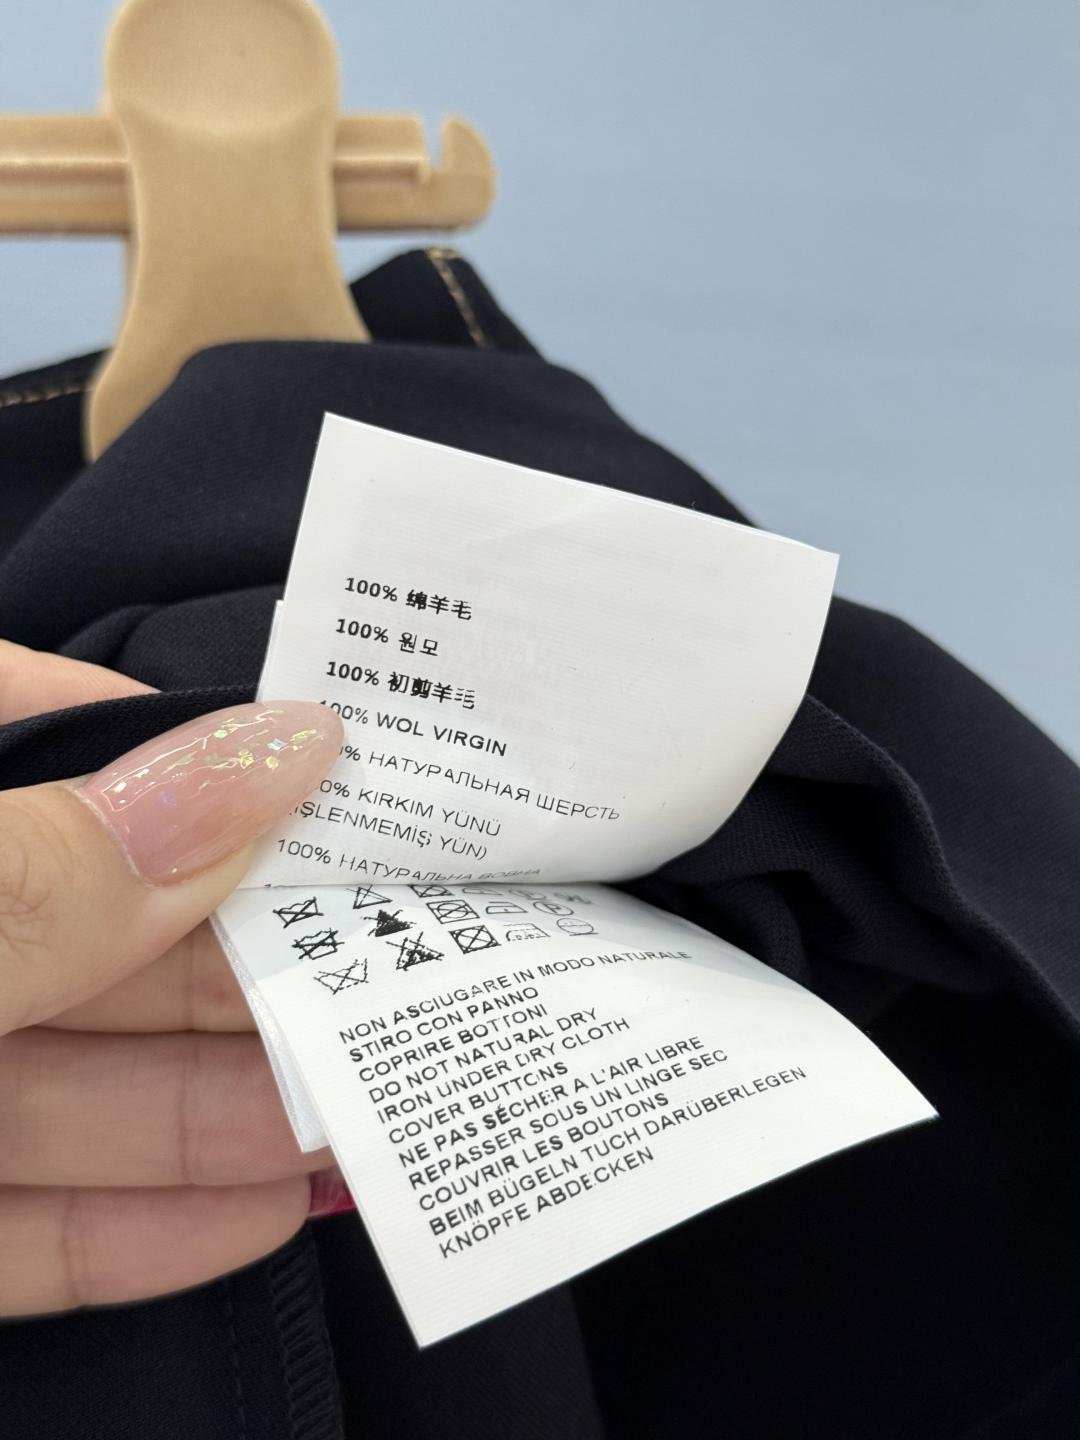 100% 绵羊毛
100% 원모
100% 初剪羊毛
100% WOL VIRGIN
0% НАТУРАЛЬНАЯ ШЕРСТЬ
0% KIRKIM YÜNÜ
İŞLENMEMİŞ YÜN)
100% НАТУРАЛЬНА ВОВНА
NON ASCIUGARE IN MODO NATURALE
STIRO CON PANNO
COPRIRE BOTTONI
DO NOT NATURAL DRY
IRON UNDER DRY CLOTH
COVER BUTTONS
NE PAS SÉCHER A L'AIR LIBRE
REPASSER SOUS UN LINGE SEC
COUVRIR LES BOUTONS
BEIM BÜGELN TUCH DARÜBERLEGEN
KNÖPFE ABDECKEN